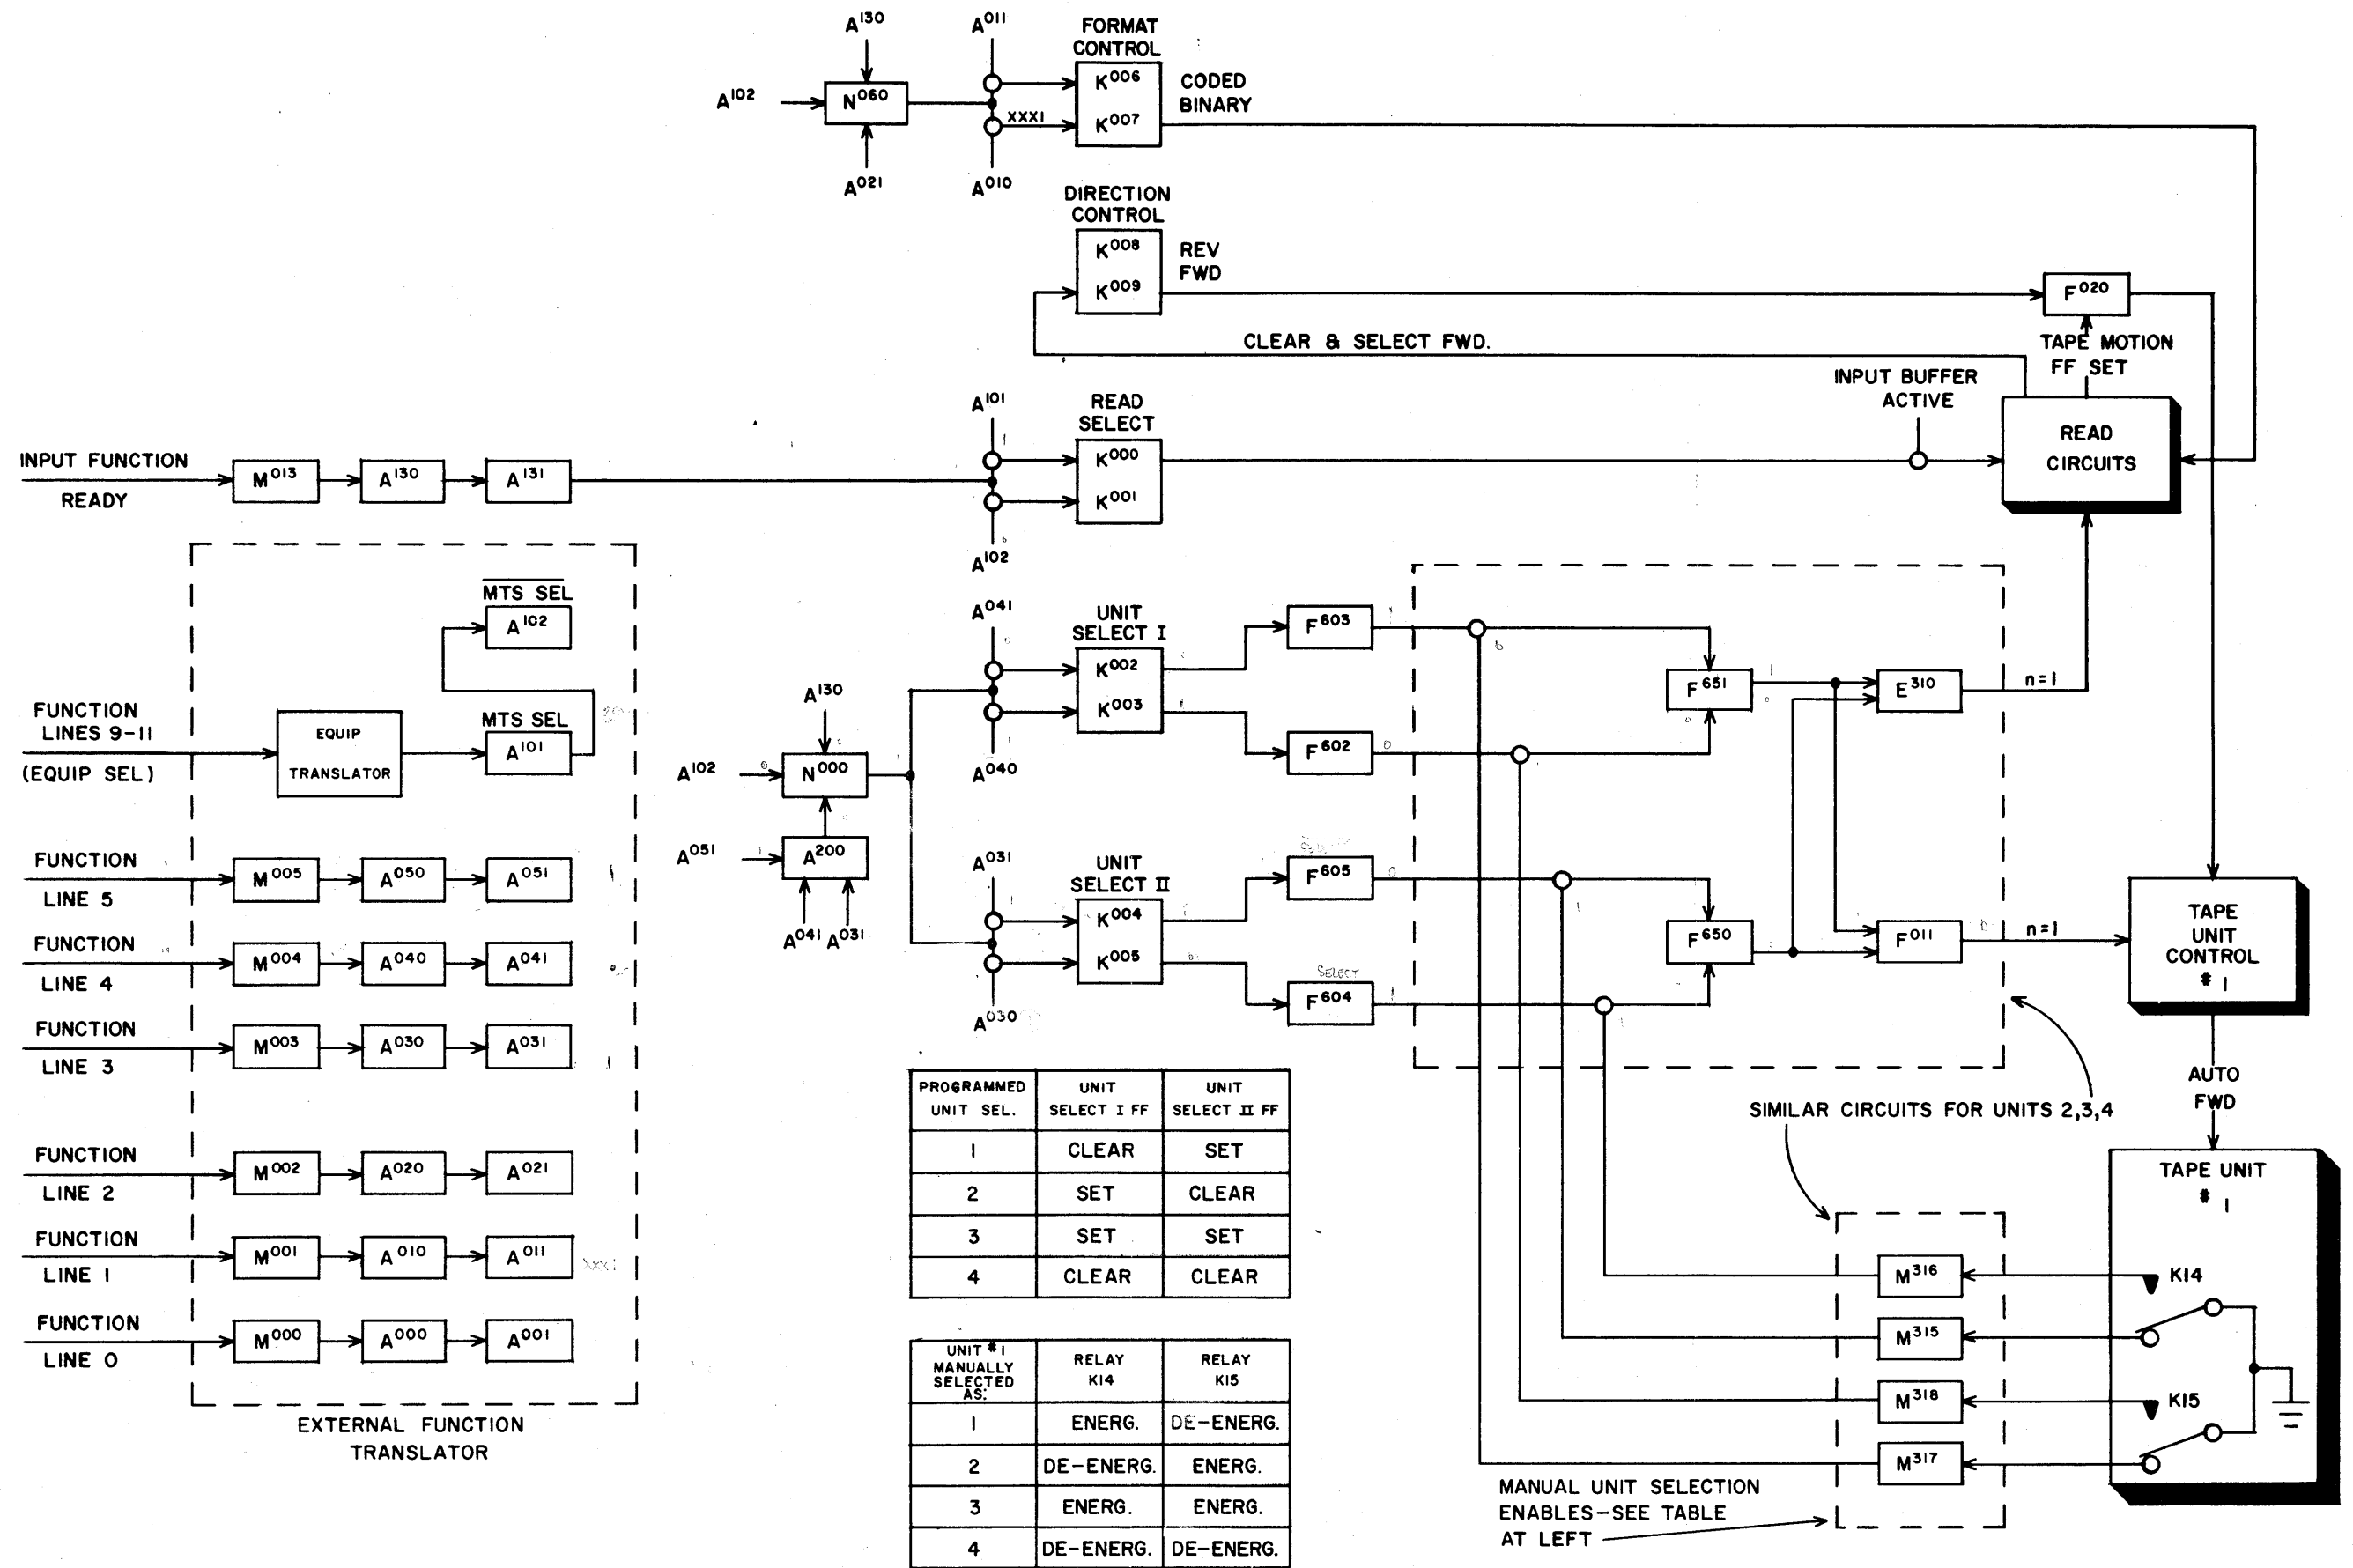 A130
A011
FORMAT
CONTROL
A102
N060
K006
CODED
BINARY
XXX1
K007
A021
A010
DIRECTION
CONTROL
K008
REV
FWD
K009
F020
CLEAR & SELECT FWD.
TAPE MOTION
FF SET
INPUT BUFFER
ACTIVE
A101
READ
SELECT
READ
CIRCUITS
INPUT FUNCTION
READY
M013
A130
A131
K000
K001
A102
MTS SEL
A102
FUNCTION
LINES 9-11
(EQUIP SEL)
EQUIP
TRANSLATOR
MTS SEL
A101
A130
A102
N000
A051
A200
A041 A031
A041
UNIT
SELECT I
K002
K003
A040
F603
F602
F651
E310
n=1
A031
UNIT
SELECT II
K004
K005
A030
F605
SELECT
F604
F650
F011
n=1
TAPE
UNIT
CONTROL
# 1
FUNCTION
LINE 5
M005
A050
A051
FUNCTION
LINE 4
M004
A040
A041
FUNCTION
LINE 3
M003
A030
A031
FUNCTION
LINE 2
M002
A020
A021
FUNCTION
LINE 1
M001
A010
A011
XXX1
FUNCTION
LINE 0
M000
A000
A001
EXTERNAL FUNCTION
TRANSLATOR
PROGRAMMED UNIT SEL. UNIT SELECT I FF UNIT SELECT II FF
1 CLEAR SET
2 SET CLEAR
3 SET SET
4 CLEAR CLEAR
UNIT #1 MANUALLY SELECTED AS: RELAY K14 RELAY K15
1 ENERG. DE-ENERG.
2 DE-ENERG. ENERG.
3 ENERG. ENERG.
4 DE-ENERG. DE-ENERG.
SIMILAR CIRCUITS FOR UNITS 2,3,4
AUTO
FWD
TAPE UNIT
# 1
M316
K14
M315
M318
K15
M317
MANUAL UNIT SELECTION
ENABLES-SEE TABLE
AT LEFT